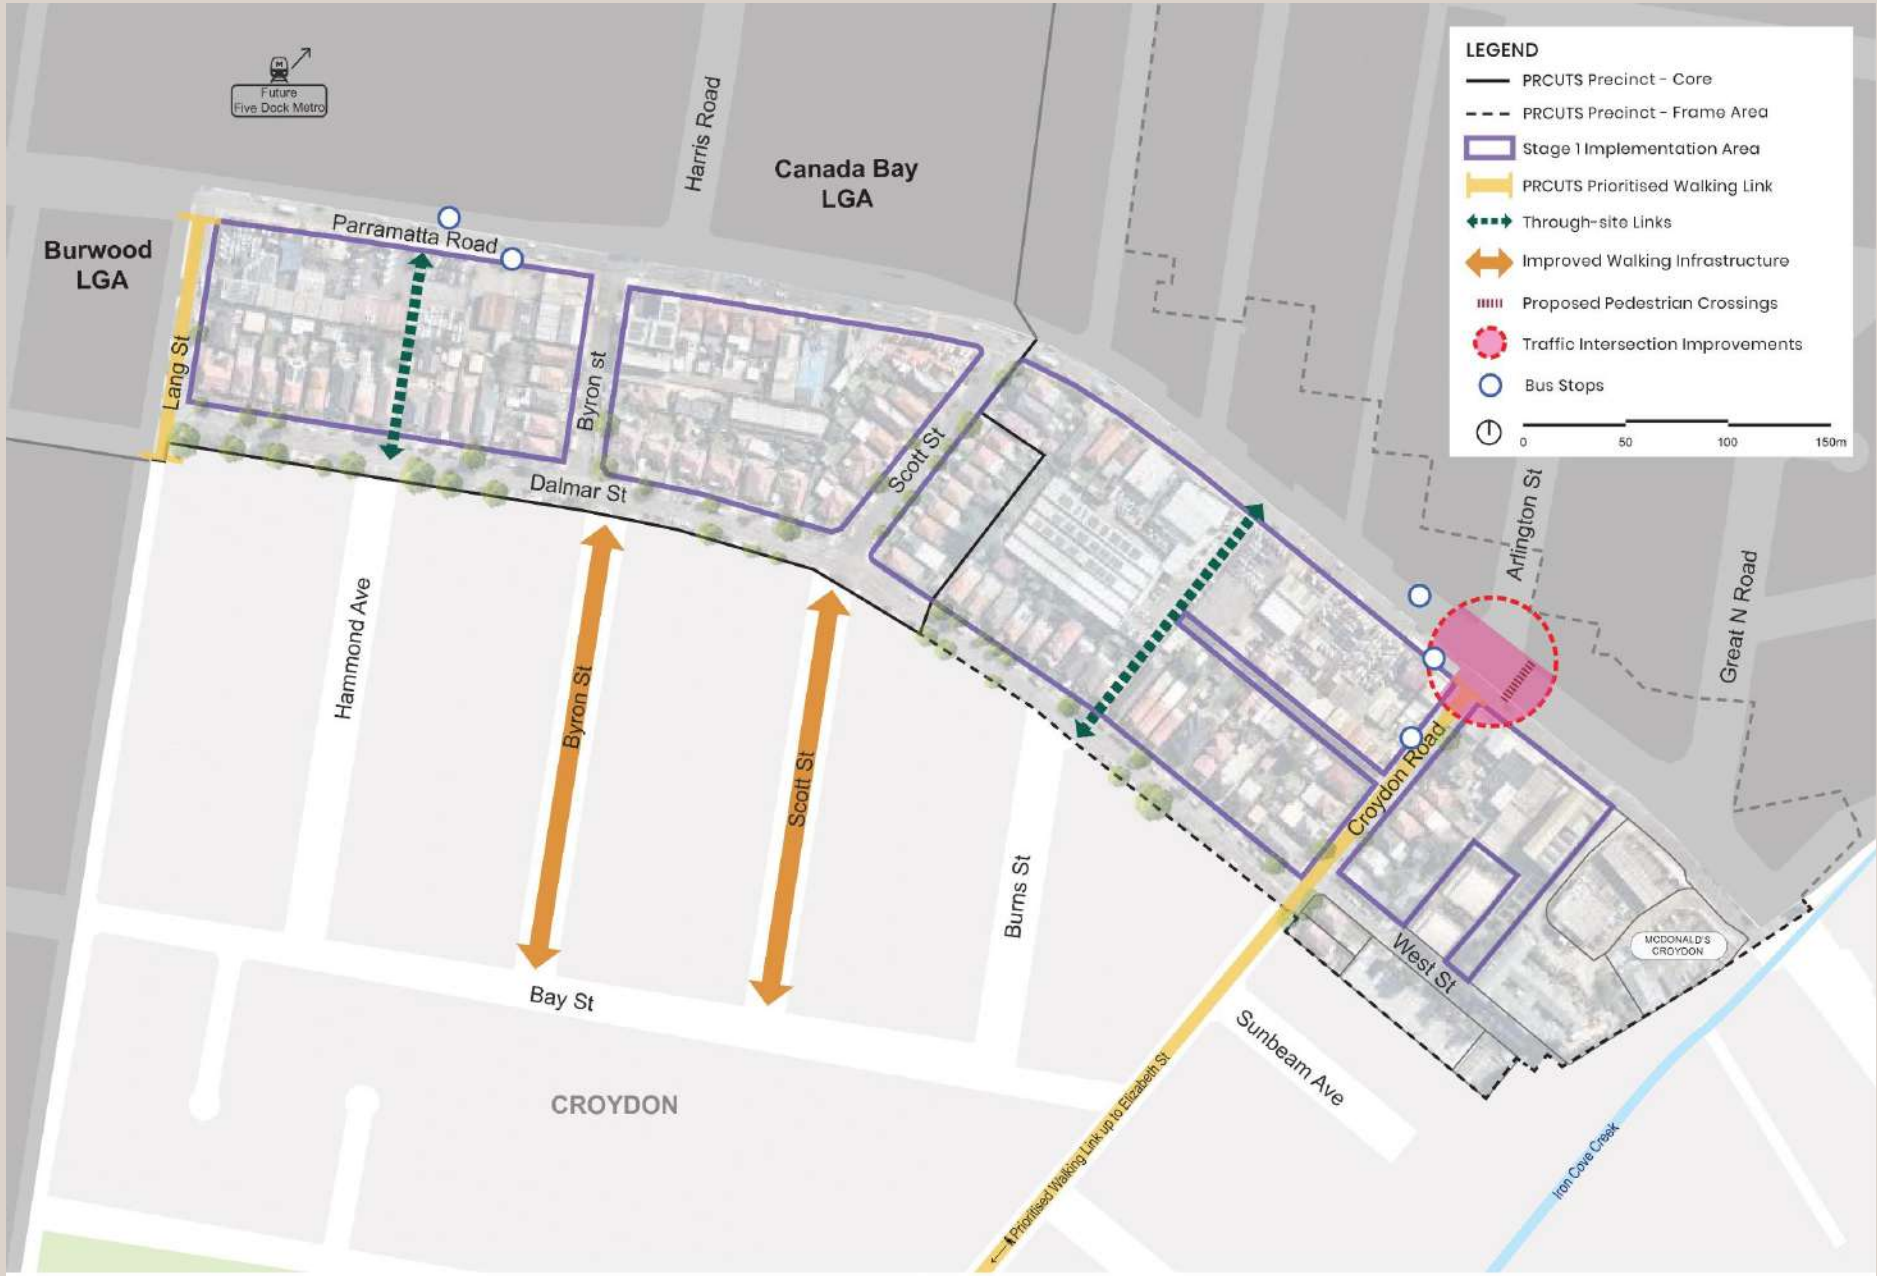 LEGEND
PRCUTS Precinct - Core
PRCUTS Precinct - Frame Area
Stage 1 Implementation Area
PRCUTS Prioritised Walking Link
Through-site Links
Improved Walking Infrastructure
Proposed Pedestrian Crossings
Traffic Intersection Improvements
Bus Stops
0 50 100 150m
M
Future
Five Dock Metro
Harris Road
Canada Bay
LGA
Burwood
LGA
Parramatta Road
Lang St
Byron st
Scott St
Dalmar St
Arlington St
Great N Road
Hammond Ave
Byron St
Scott St
Burns St
Croydon Road
MCDONALD'S
CROYDON
West St
Bay St
Sunbeam Ave
CROYDON
Prioritised Walking Link up to Elizabeth St
Iron Cove Creek